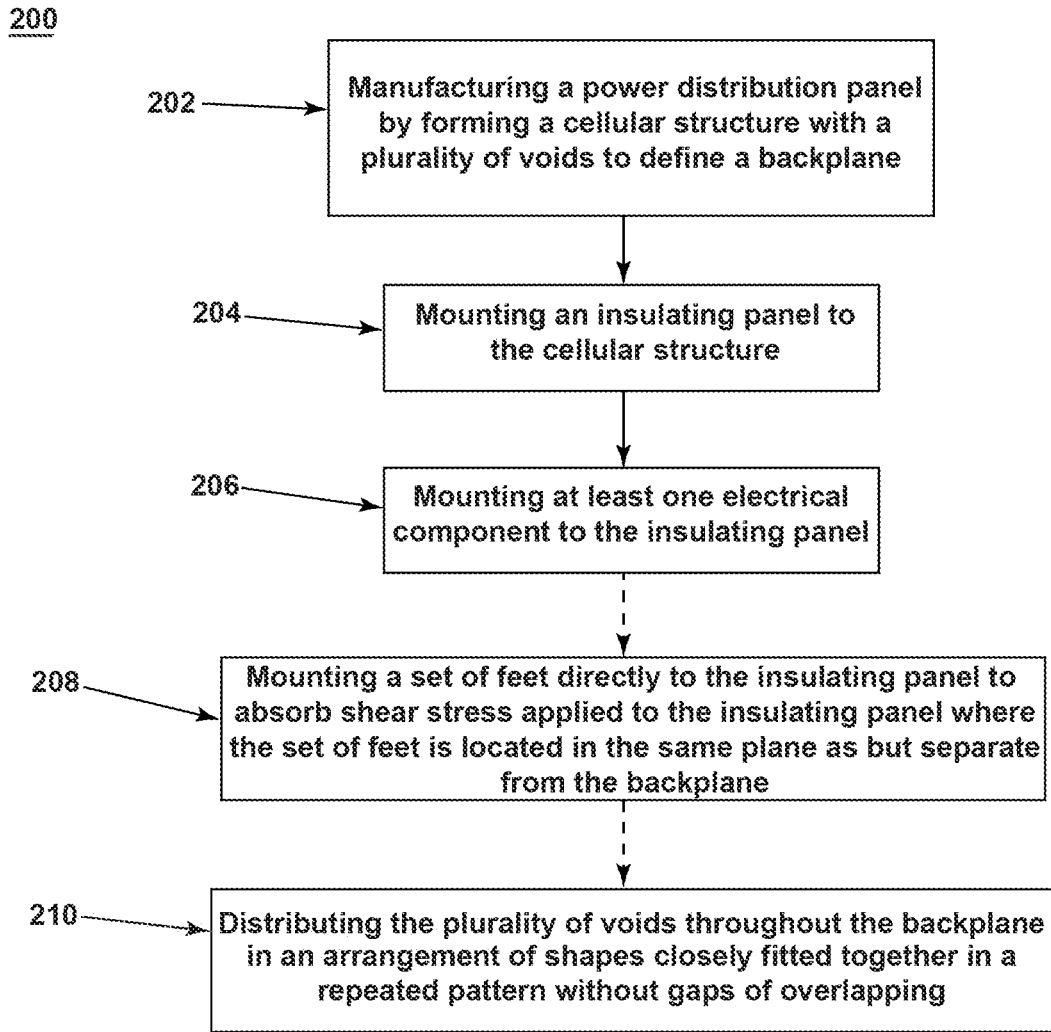 200
202
Manufacturing a power distribution panel
by forming a cellular structure with a
plurality of voids to define a backplane
204
Mounting an insulating panel to
the cellular structure
206
Mounting at least one electrical
component to the insulating panel
208
Mounting a set of feet directly to the insulating panel to
absorb shear stress applied to the insulating panel where
the set of feet is located in the same plane as but separate
from the backplane
210
Distributing the plurality of voids throughout the backplane
in an arrangement of shapes closely fitted together in a
repeated pattern without gaps of overlapping